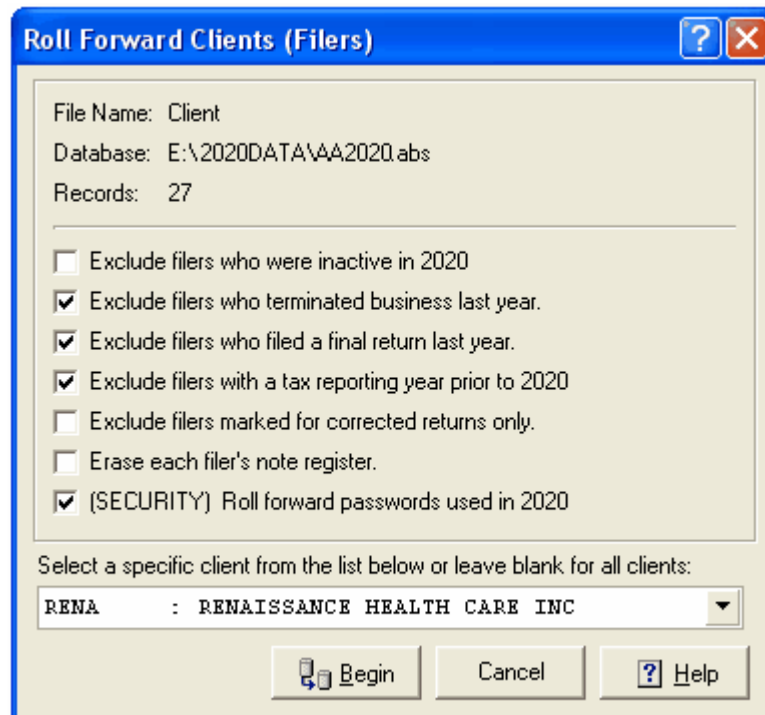 Roll Forward Clients (Filers)
File Name: Client
Database: E:\2020DATA\AA2020.abs
Records: 27
Exclude filers who were inactive in 2020
Exclude filers who terminated business last year.
Exclude filers who filed a final return last year.
Exclude filers with a tax reporting year prior to 2020
Exclude filers marked for corrected returns only.
Erase each filer's note register.
(SECURITY) Roll forward passwords used in 2020
Select a specific client from the list below or leave blank for all clients:
RENA : RENAISSANCE HEALTH CARE INC
Begin Cancel ? Help